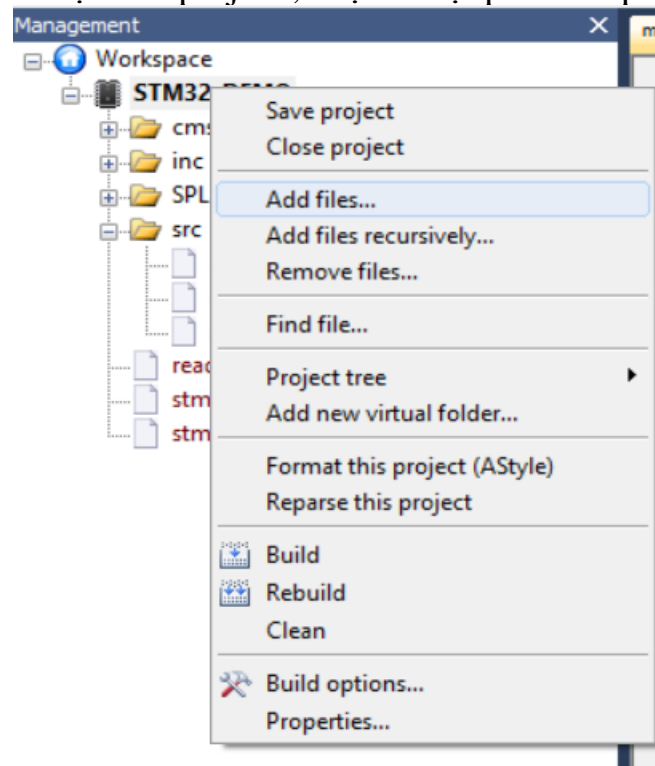 Management
Workspace
STM32_DEMO
cms
inc
SPL
src
read
stm
stm
Save project
Close project
Add files...
Add files recursively...
Remove files...
Find file...
Project tree
Add new virtual folder...
Format this project (AStyle)
Reparse this project
Build
Rebuild
Clean
Build options...
Properties...